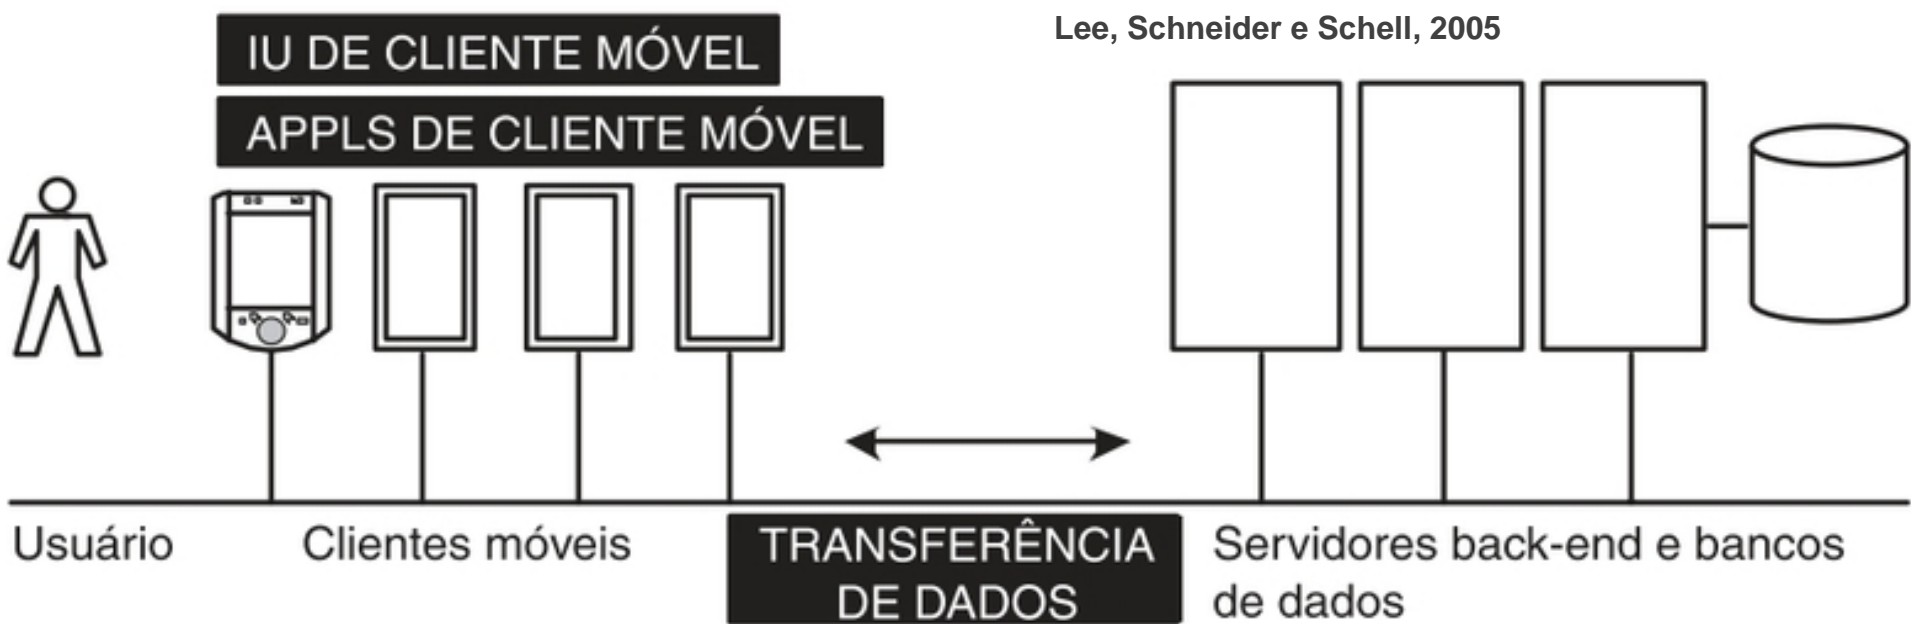 Lee, Schneider e Schell, 2005
IU DE CLIENTE MÓVEL
APPLS DE CLIENTE MÓVEL
Usuário
Clientes móveis
TRANSFERÊNCIA
DE DADOS
Servidores back-end e bancos
de dados